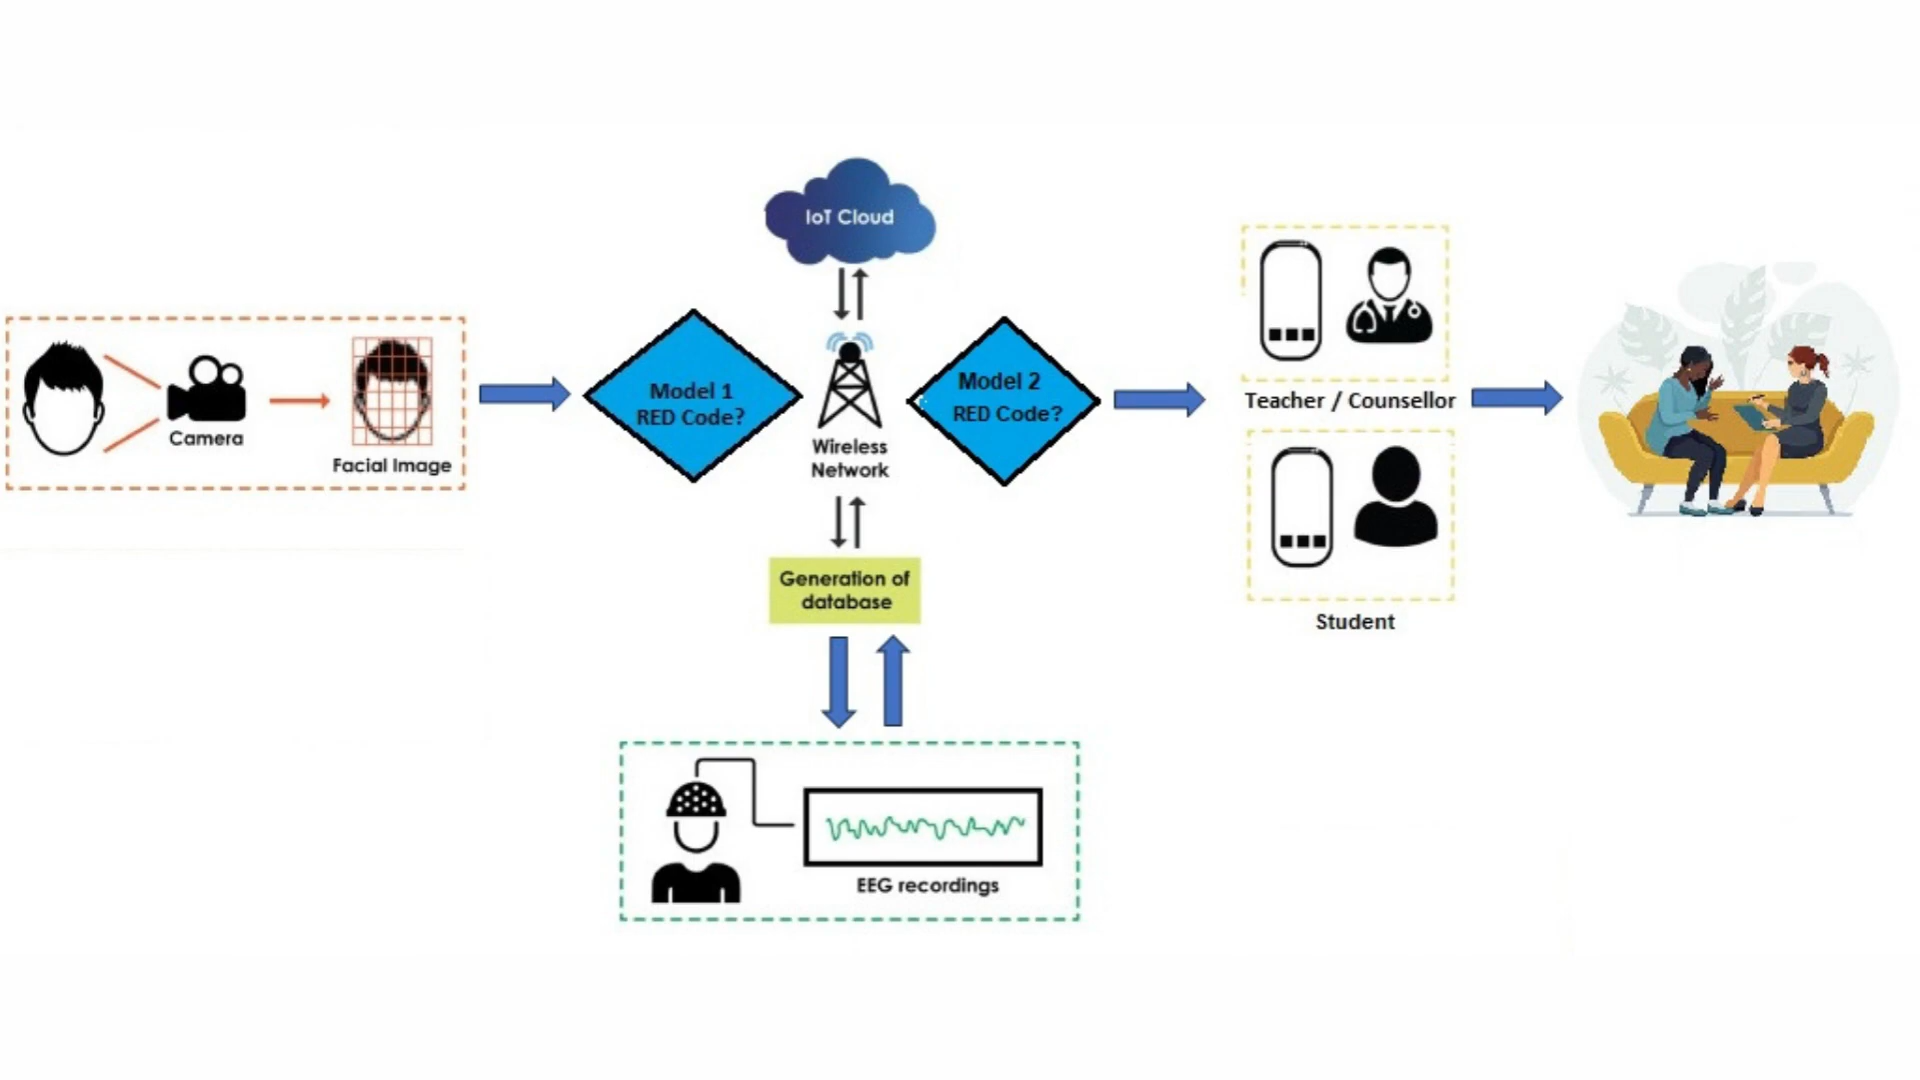 Camera
Facial Image
Model 1
RED Code?
IoT Cloud
Wireless
Network
Generation of
database
EEG recordings
Model 2
RED Code?
Teacher / Counsellor
Student